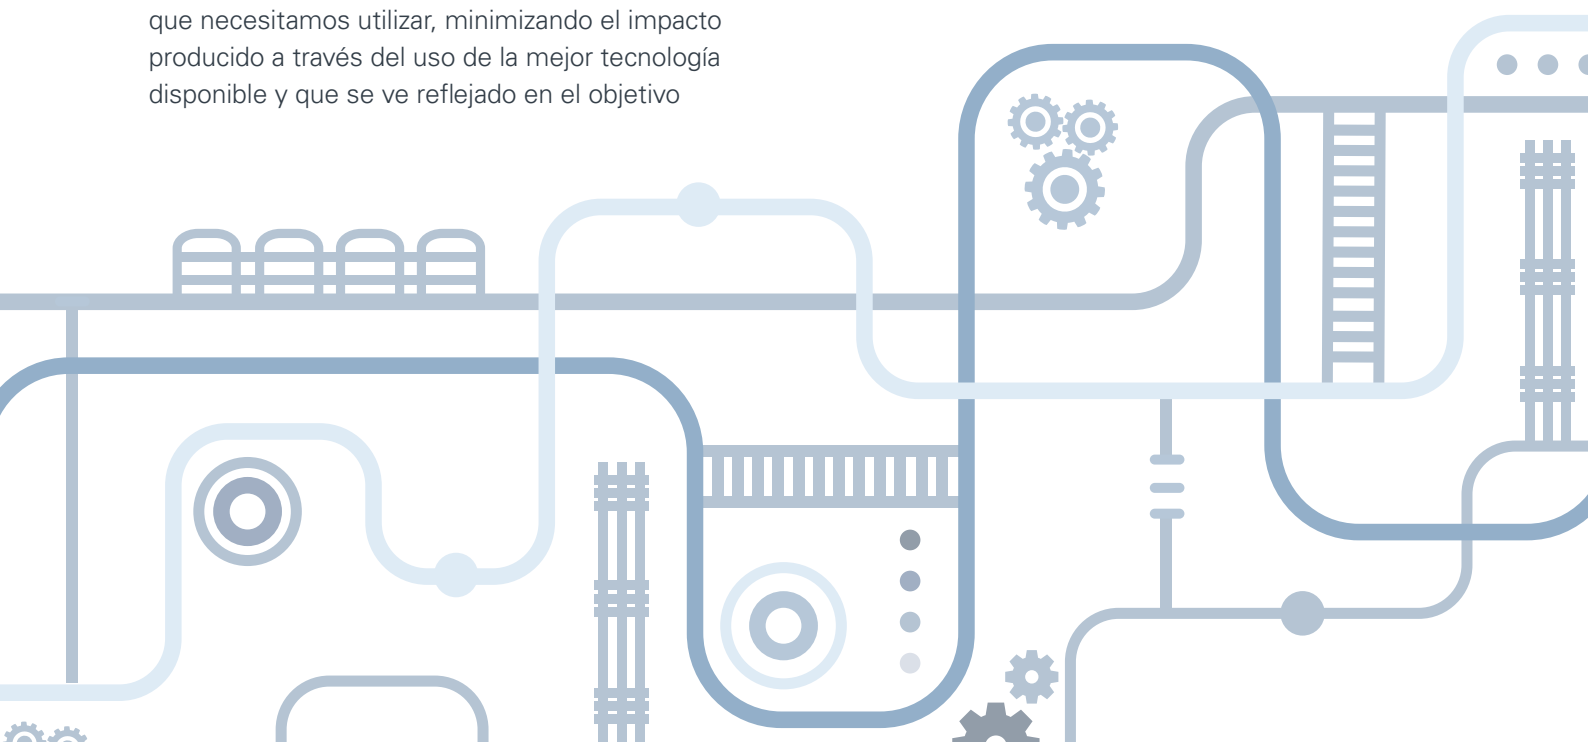 que necesitamos utilizar, minimizando el impacto
producido a través del uso de la mejor tecnología
disponible y que se ve reflejado en el objetivo